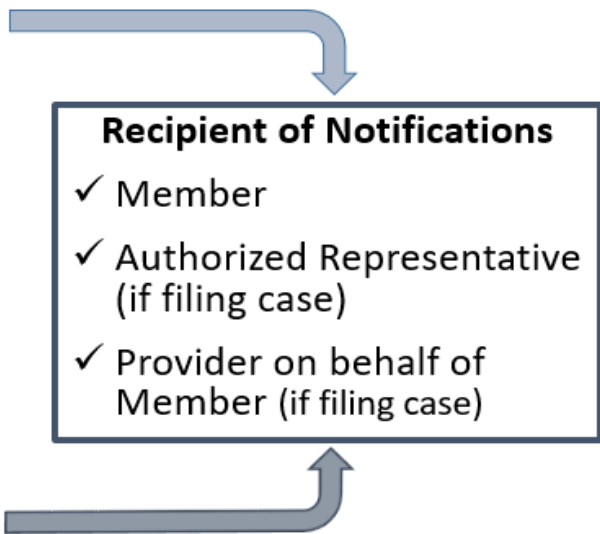 Recipient of Notifications
✓ Member
✓ Authorized Representative
(if filing case)
✓ Provider on behalf of
Member (if filing case)